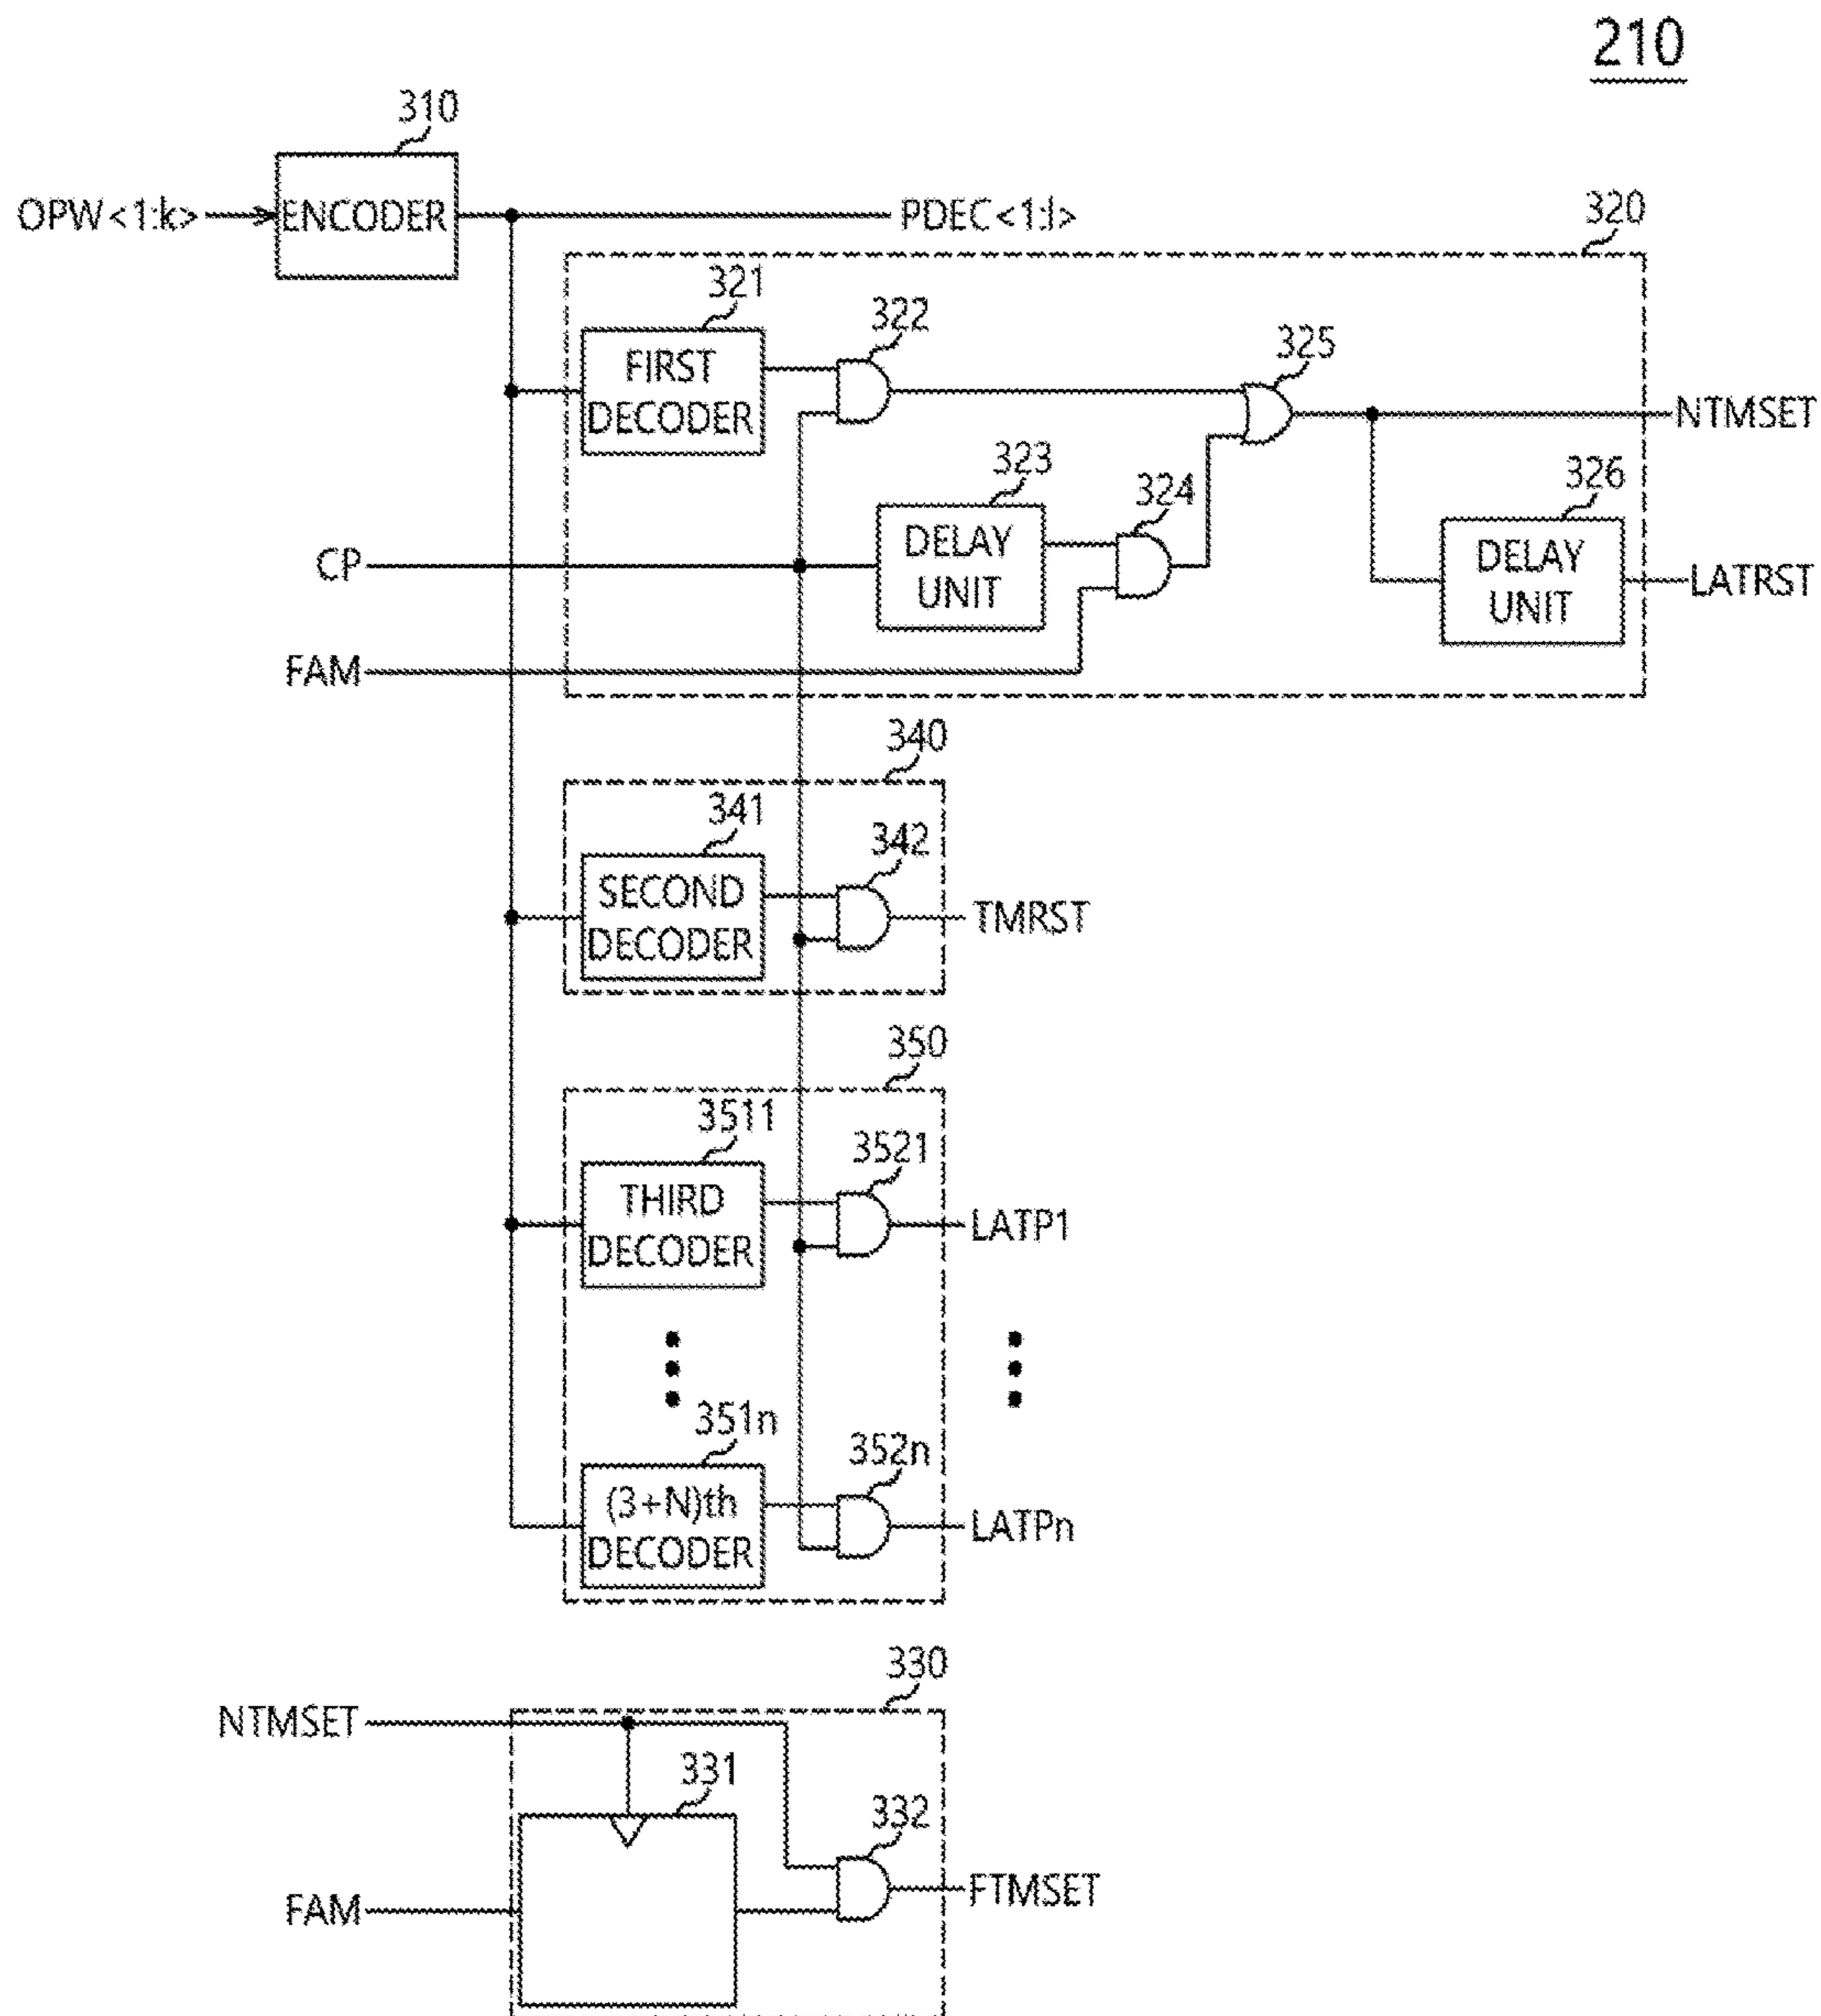 210
310
OPW<1:k>
ENCODER
PDEC<1:l>
320
321
322
325
FIRST
DECODER
NTMSET
323
324
326
CP
DELAY
UNIT
DELAY
UNIT
LATRST
FAM
340
341
342
SECOND
DECODER
TMRST
350
3511
3521
THIRD
DECODER
LATP1
351n
352n
(3+N)th
DECODER
LATPn
330
NTMSET
331
332
FAM
FTMSET